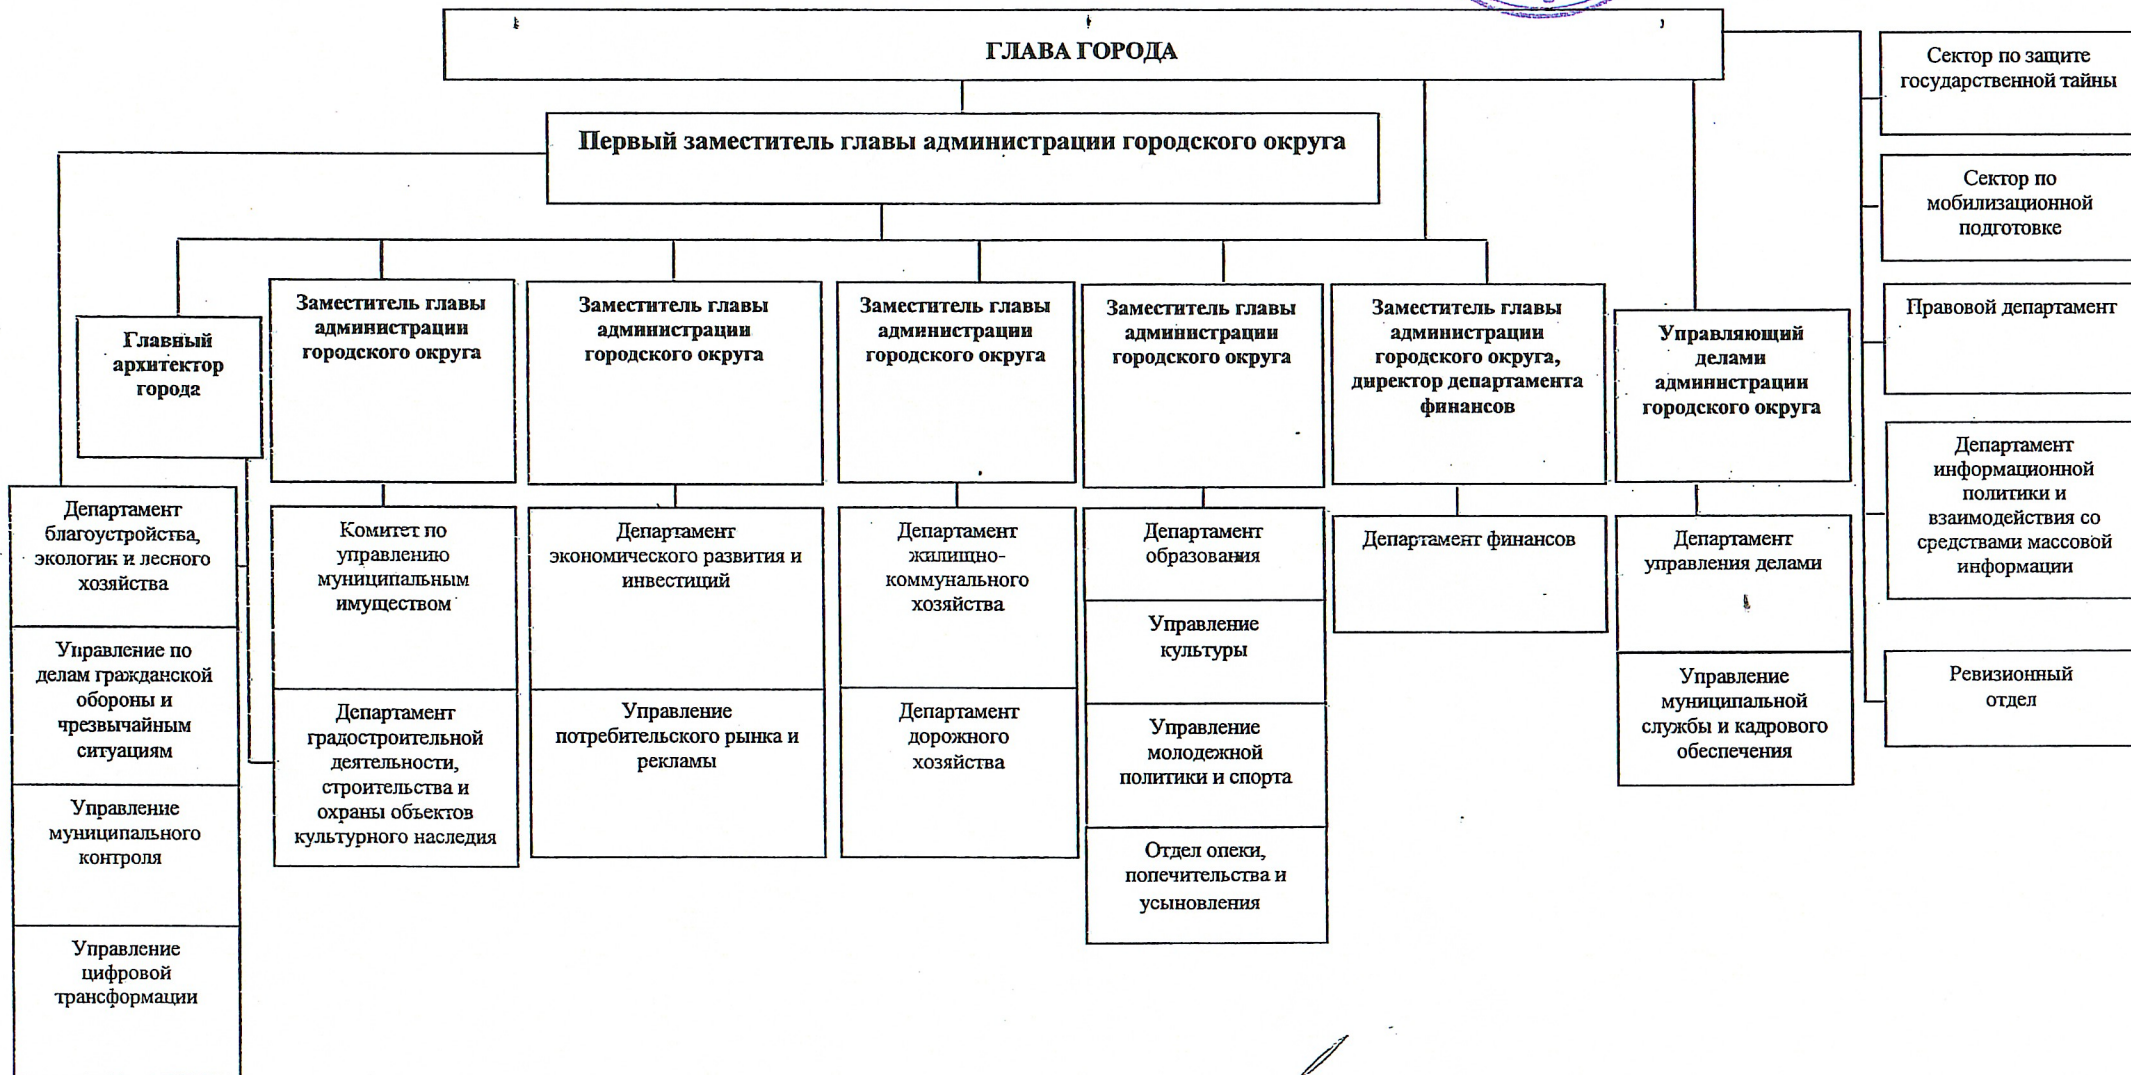 ГЛАВА ГОРОДА
Первый заместитель главы администрации городского округа
Главный
архитектор
города
Заместитель главы
администрации
городского округа
Заместитель главы
администрации
городского округа
Заместитель главы
администрации
городского округа
Заместитель главы
администрации
городского округа
Заместитель главы
администрации
городского округа,
директор департамента
финансов
Управляющий
делами
администрации
городского округа
Сектор по защите
государственной тайны
Сектор по
мобилизационной
подготовке
Правовой департамент
Департамент
информационной
политики и
взаимодействия со
средствами массовой
информации
Ревизионный
отдел
Департамент
благоустройства,
экологии и лесного
хозяйства
Управление по
делам гражданской
обороны и
чрезвычайным
ситуациям
Управление
муниципального
контроля
Управление
цифровой
трансформации
Комитет по
управлению
муниципальным
имуществом
Департамент
градостроительной
деятельности,
строительства и
охраны объектов
культурного наследия
Департамент
экономического развития и
инвестиций
Управление
потребительского рынка и
рекламы
Департамент
жилищно-
коммунального
хозяйства
Департамент
дорожного
хозяйства
Департамент
образования
Управление
культуры
Управление
молодежной
политики и спорта
Отдел опеки,
попечительства и
усыновления
Департамент финансов
Департамент
управления делами
Управление
муниципальной
службы и кадрового
обеспечения